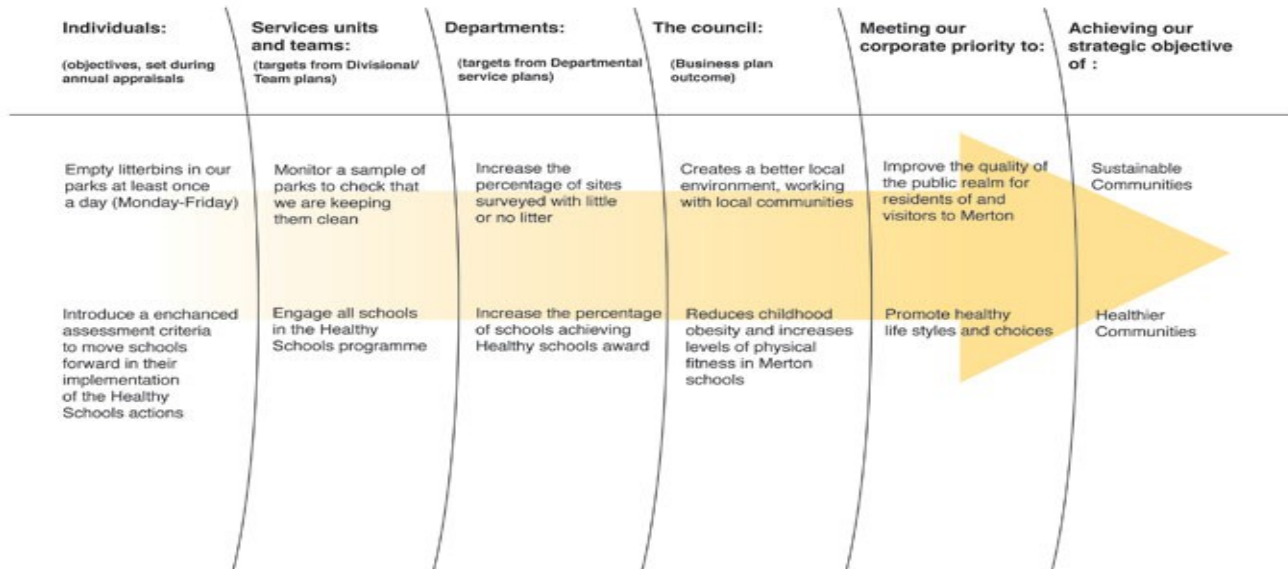 Individuals:
(objectives, set during
annual appraisals
Services units
and teams:
(targets from Divisional/
Team plans)
Departments:
(targets from Departmental
service plans)
The council:
(Business plan
outcome)
Meeting our
corporate priority to:
Achieving our
strategic objective
of :
Empty litterbins in our
parks at least once
a day (Monday-Friday)
Monitor a sample of
parks to check that
we are keeping
them clean
Increase the
percentage of sites
surveyed with little
or no litter
Creates a better local
environment, working
with local communities
Improve the quality of
the public realm for
residents of and
visitors to Merton
Sustainable
Communities
Introduce a enchanced
assessment criteria
to move schools
forward in their
implementation
of the Healthy
Schools actions
Engage all schools
in the Healthy
Schools programme
Increase the percentage
of schools achieving
Healthy schools award
Reduces childhood
obesity and increases
levels of physical
fitness in Merton
schools
Promote healthy
life styles and choices
Healthier
Communities